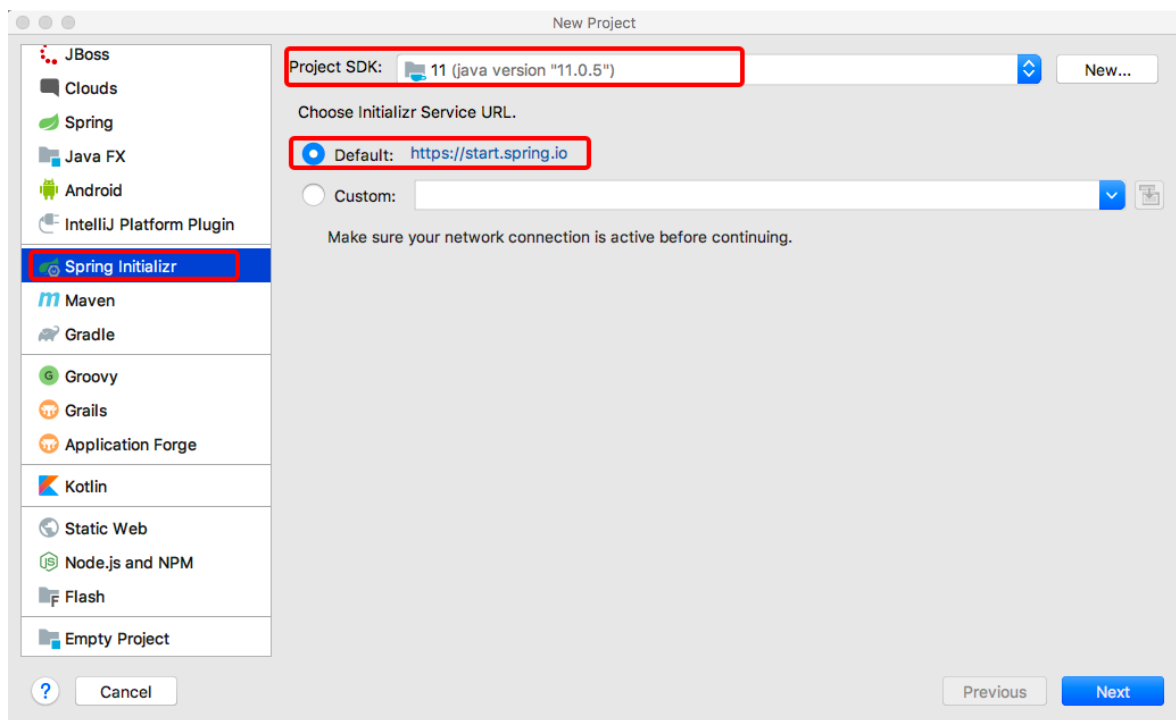 New Project
JBoss
Clouds
Spring
Java FX
Android
IntelliJ Platform Plugin
Spring Initializr
Maven
Gradle
Groovy
Grails
Application Forge
Kotlin
Static Web
Node.js and NPM
Flash
Empty Project
Project SDK: 11 (java version "11.0.5") New...
Choose Initializr Service URL.
Default: https://start.spring.io
Custom:
Make sure your network connection is active before continuing.
? Cancel Previous Next